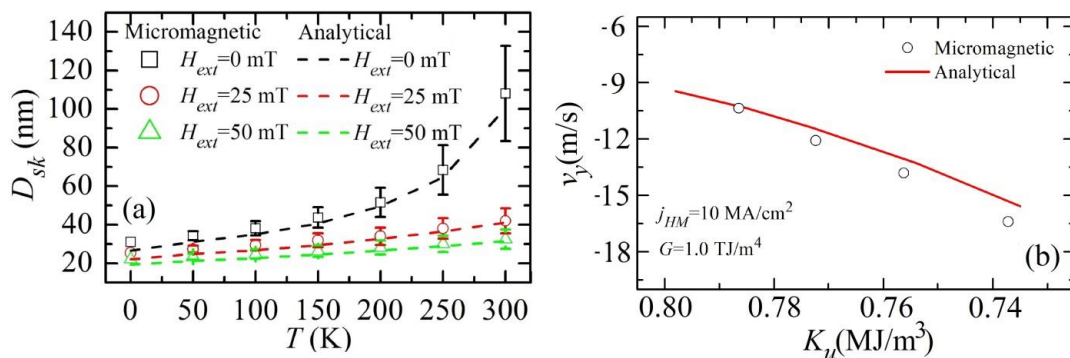 140
120
100
80
60
40
20
D_sk (nm)
Micromagnetic Analytical
H_ext=0 mT H_ext=0 mT
H_ext=25 mT H_ext=25 mT
H_ext=50 mT H_ext=50 mT
(a)
0 50 100 150 200 250 300
T (K)
-6
-9
-12
-15
-18
v_y(m/s)
Micromagnetic
Analytical
j_HM=10 MA/cm²
G=1.0 TJ/m⁴
(b)
0.80 0.78 0.76 0.74
K_u(MJ/m³)